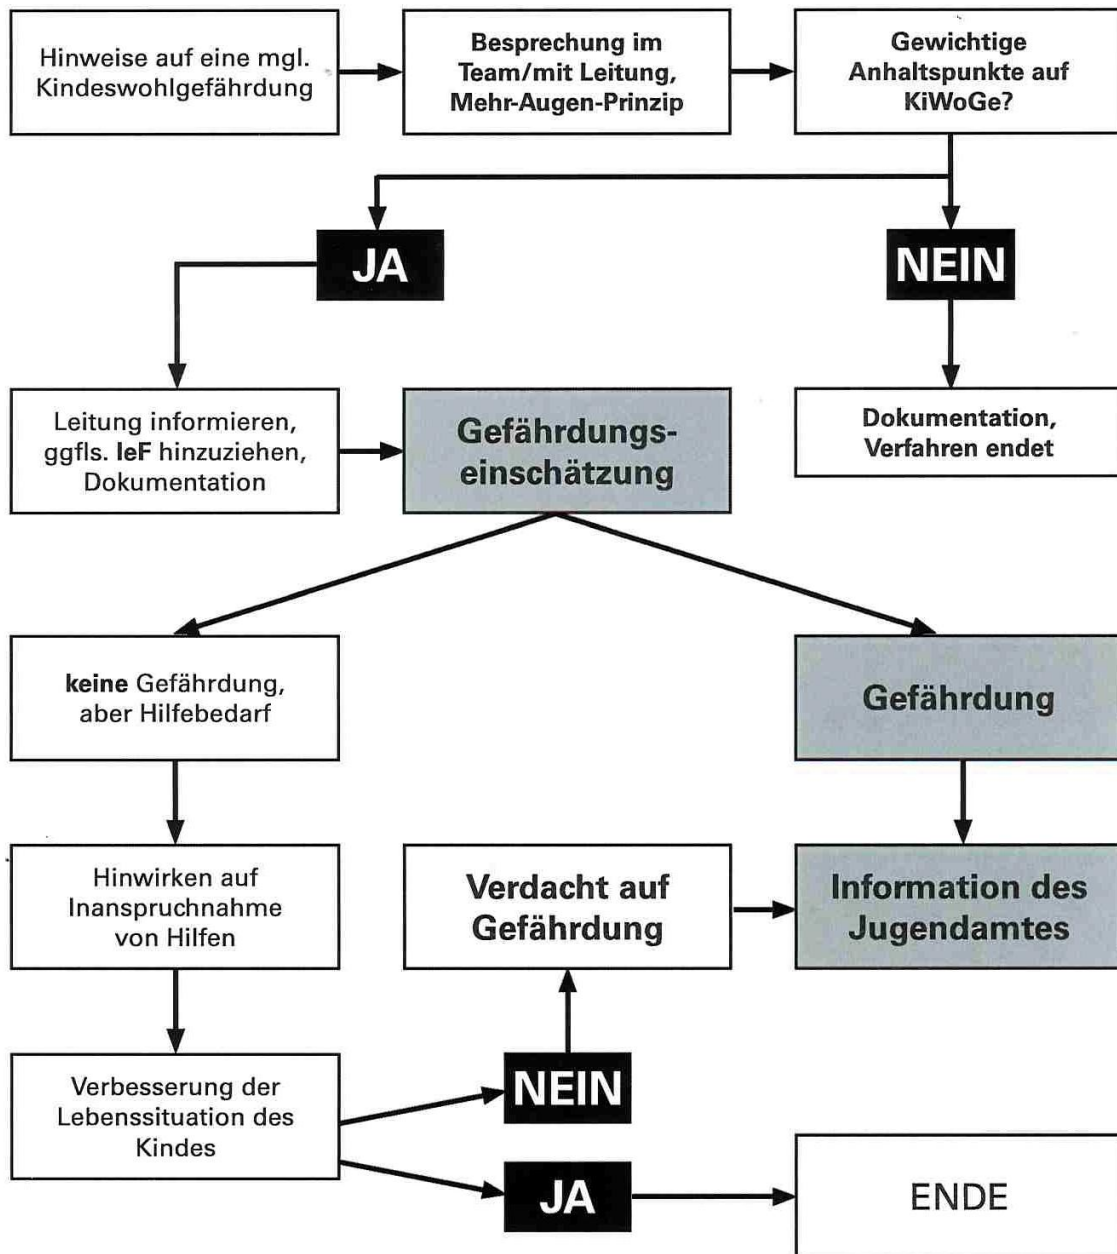 Hinweise auf eine mgl.
Kindeswohlgefährdung
Besprechung im
Team/mit Leitung,
Mehr-Augen-Prinzip
Gewichtige
Anhaltspunkte auf
KiWoGe?
JA
NEIN
Leitung informieren,
ggfls. IeF hinzuziehen,
Dokumentation
Gefährdungs-
einschätzung
Dokumentation,
Verfahren endet
keine Gefährdung,
aber Hilfebedarf
Gefährdung
Hinwirken auf
Inanspruchnahme
von Hilfen
Verdacht auf
Gefährdung
Information des
Jugendamtes
Verbesserung der
Lebenssituation des
Kindes
NEIN
JA
ENDE